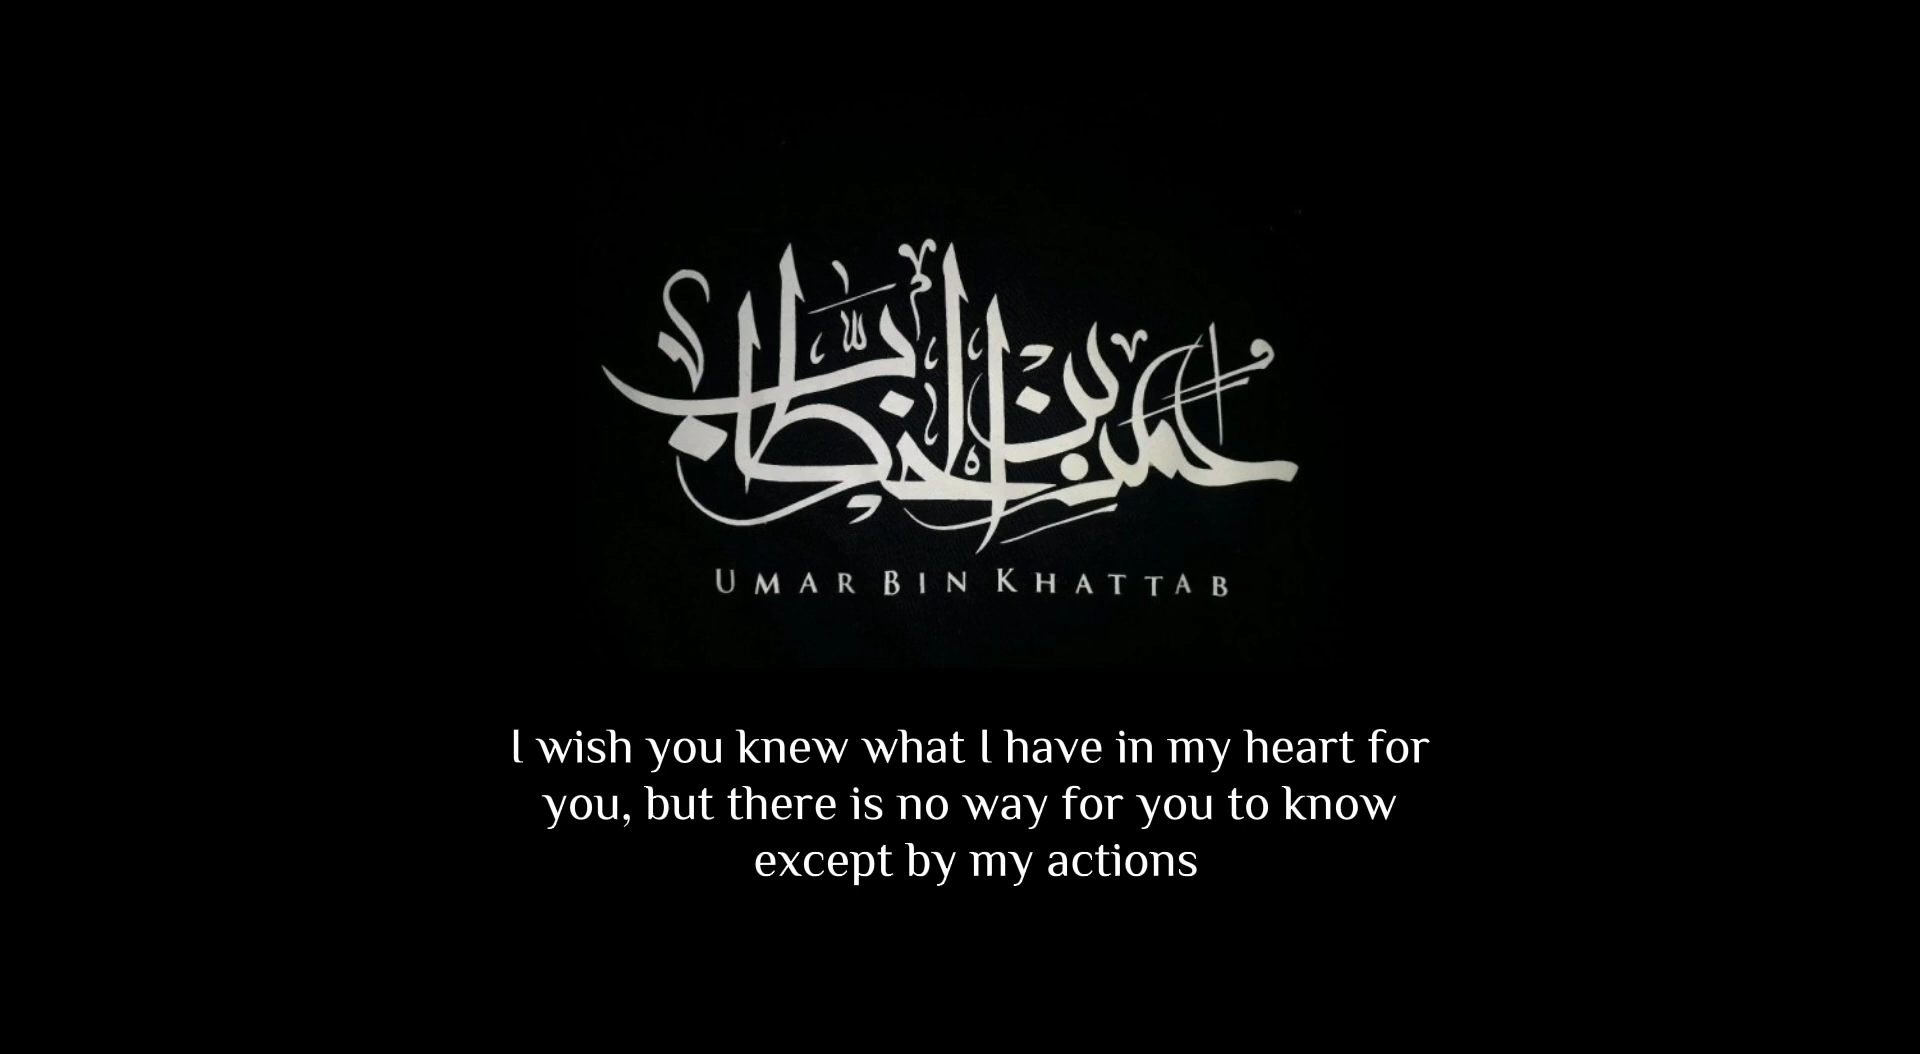 عمر بن الخطاب
UMAR BIN KHATTAB
I wish you knew what I have in my heart for
you, but there is no way for you to know
except by my actions